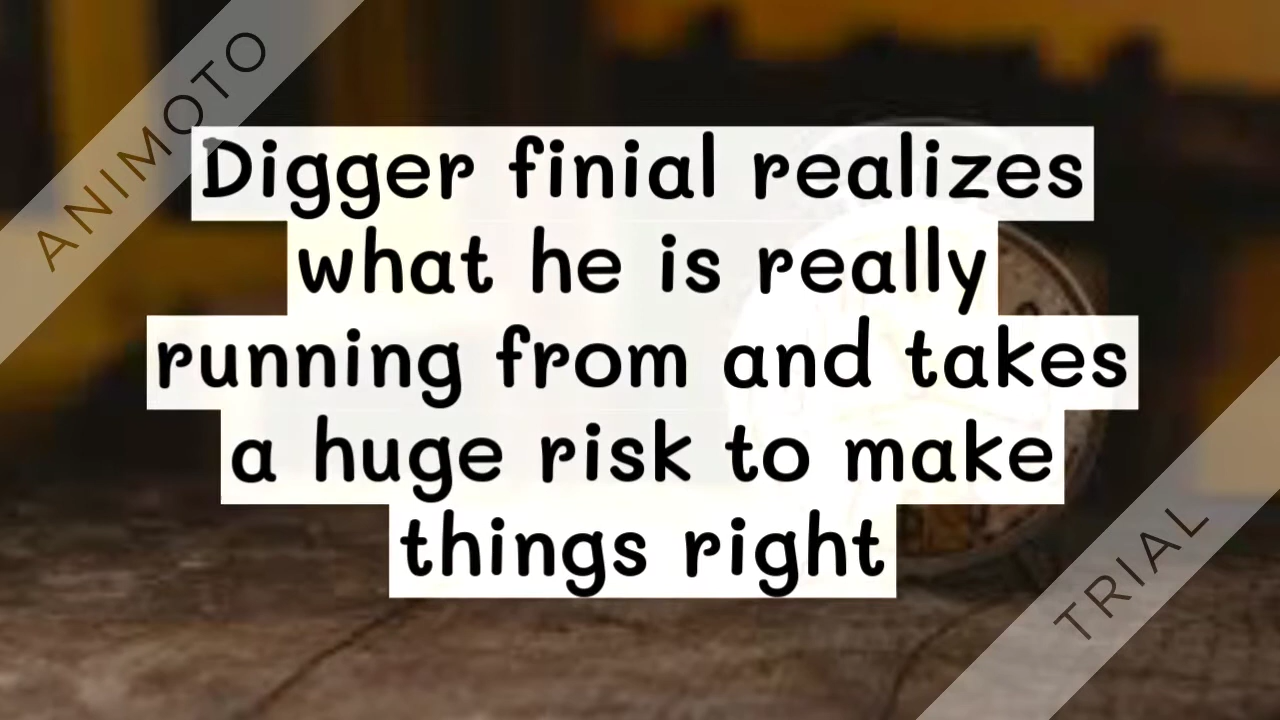 ANIMOTO
Digger finial realizes
what he is really
running from and takes
a huge risk to make
things right
TRIAL